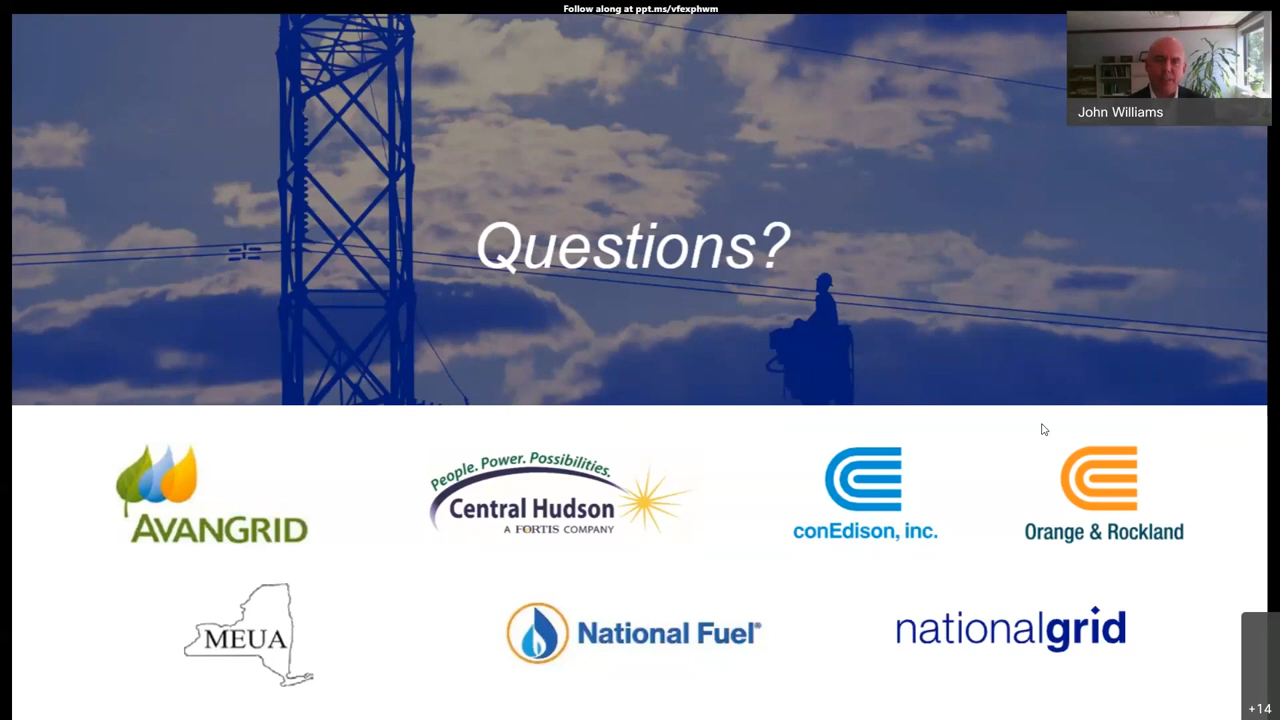 Follow along at ppt.ms/vfexphwm
John Williams
Questions?
AVANGRID
People. Power. Possibilities.
Central Hudson
A FORTIS COMPANY
conEdison, inc.
Orange & Rockland
MEUA
National Fuel®
nationalgrid
+14